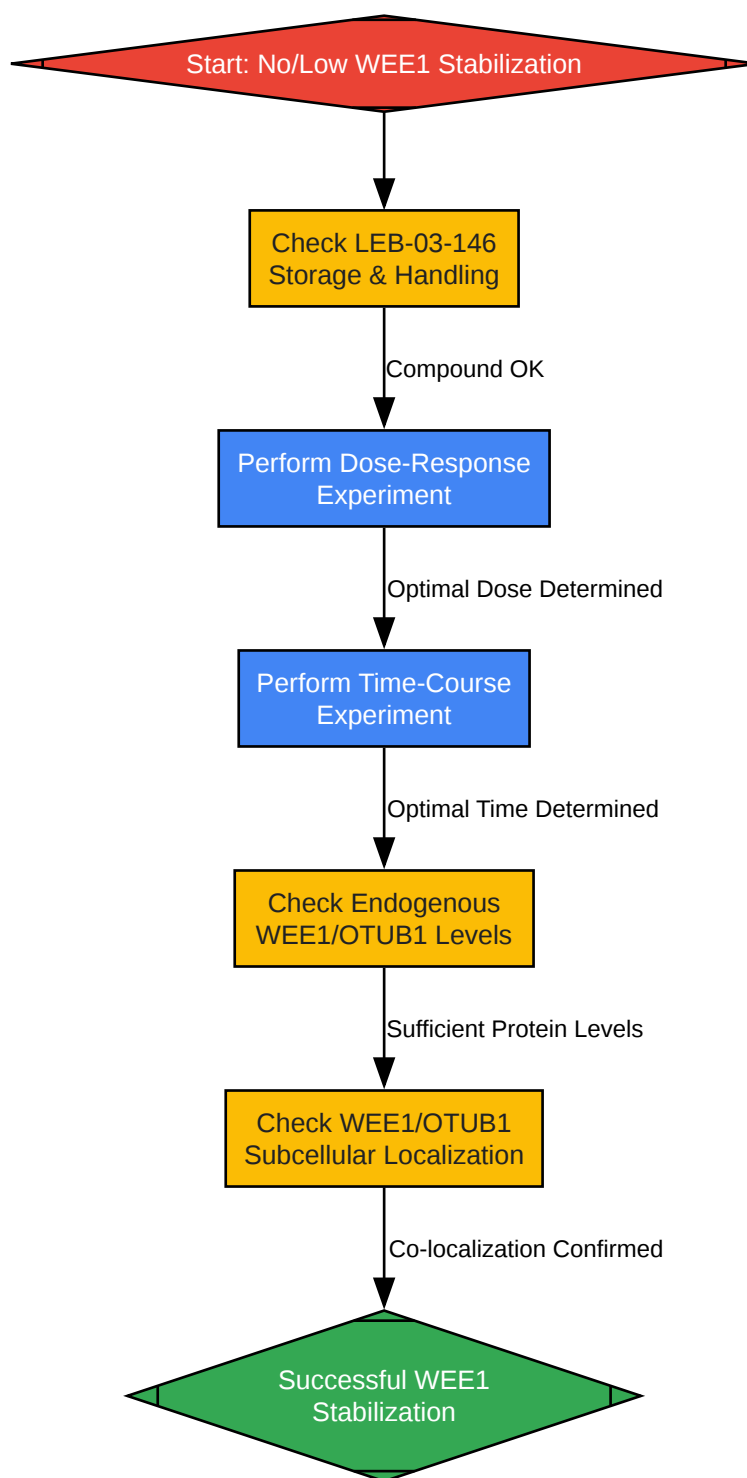 Start: No/Low WEE1 Stabilization
Check LEB-03-146
Storage & Handling
Compound OK
Perform Dose-Response
Experiment
Optimal Dose Determined
Perform Time-Course
Experiment
Optimal Time Determined
Check Endogenous
WEE1/OTUB1 Levels
Sufficient Protein Levels
Check WEE1/OTUB1
Subcellular Localization
Co-localization Confirmed
Successful WEE1
Stabilization